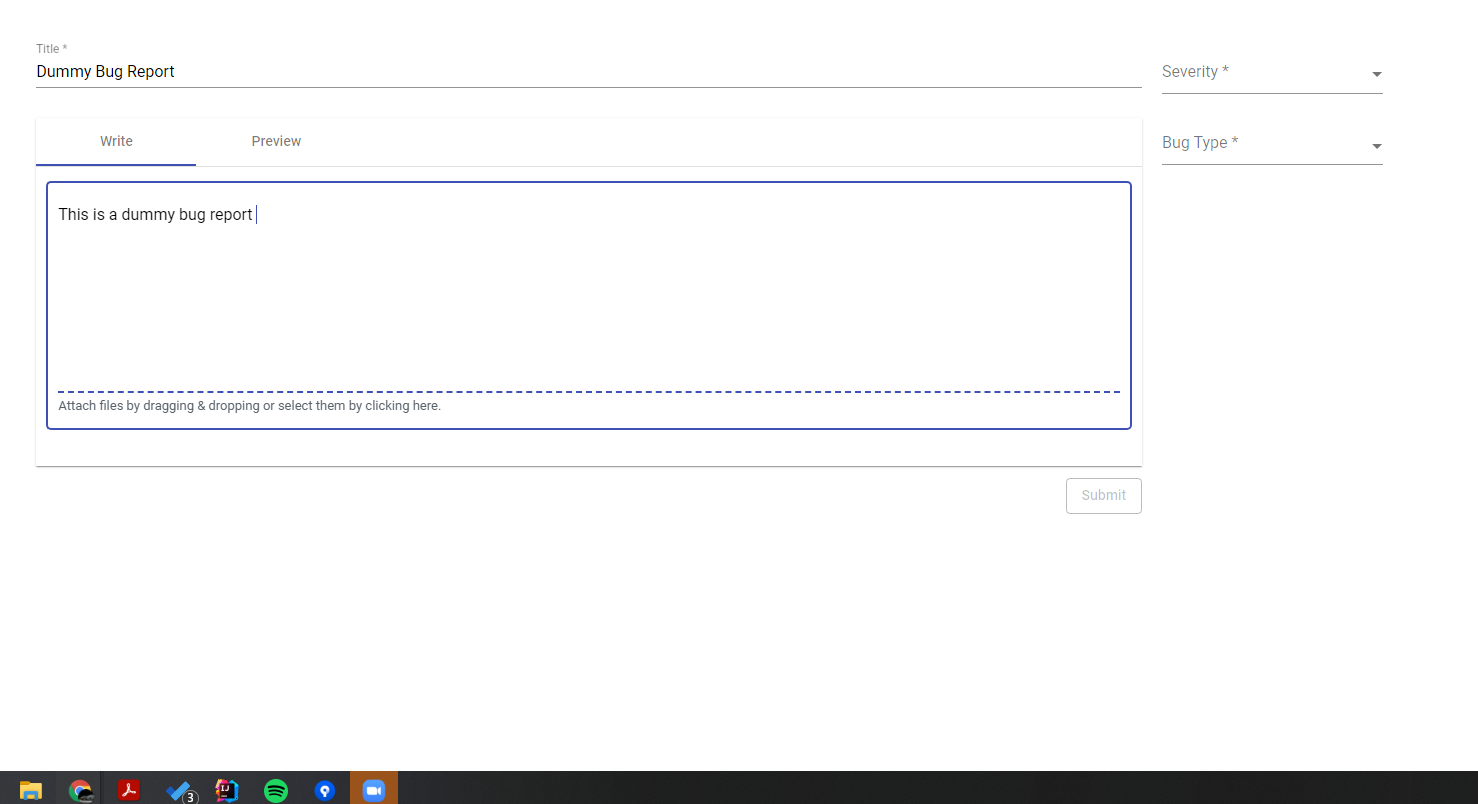 Title *
Dummy Bug Report
Severity *
Write
Preview
Bug Type *
This is a dummy bug report
Attach files by dragging & dropping or select them by clicking here.
Submit
IJ
3